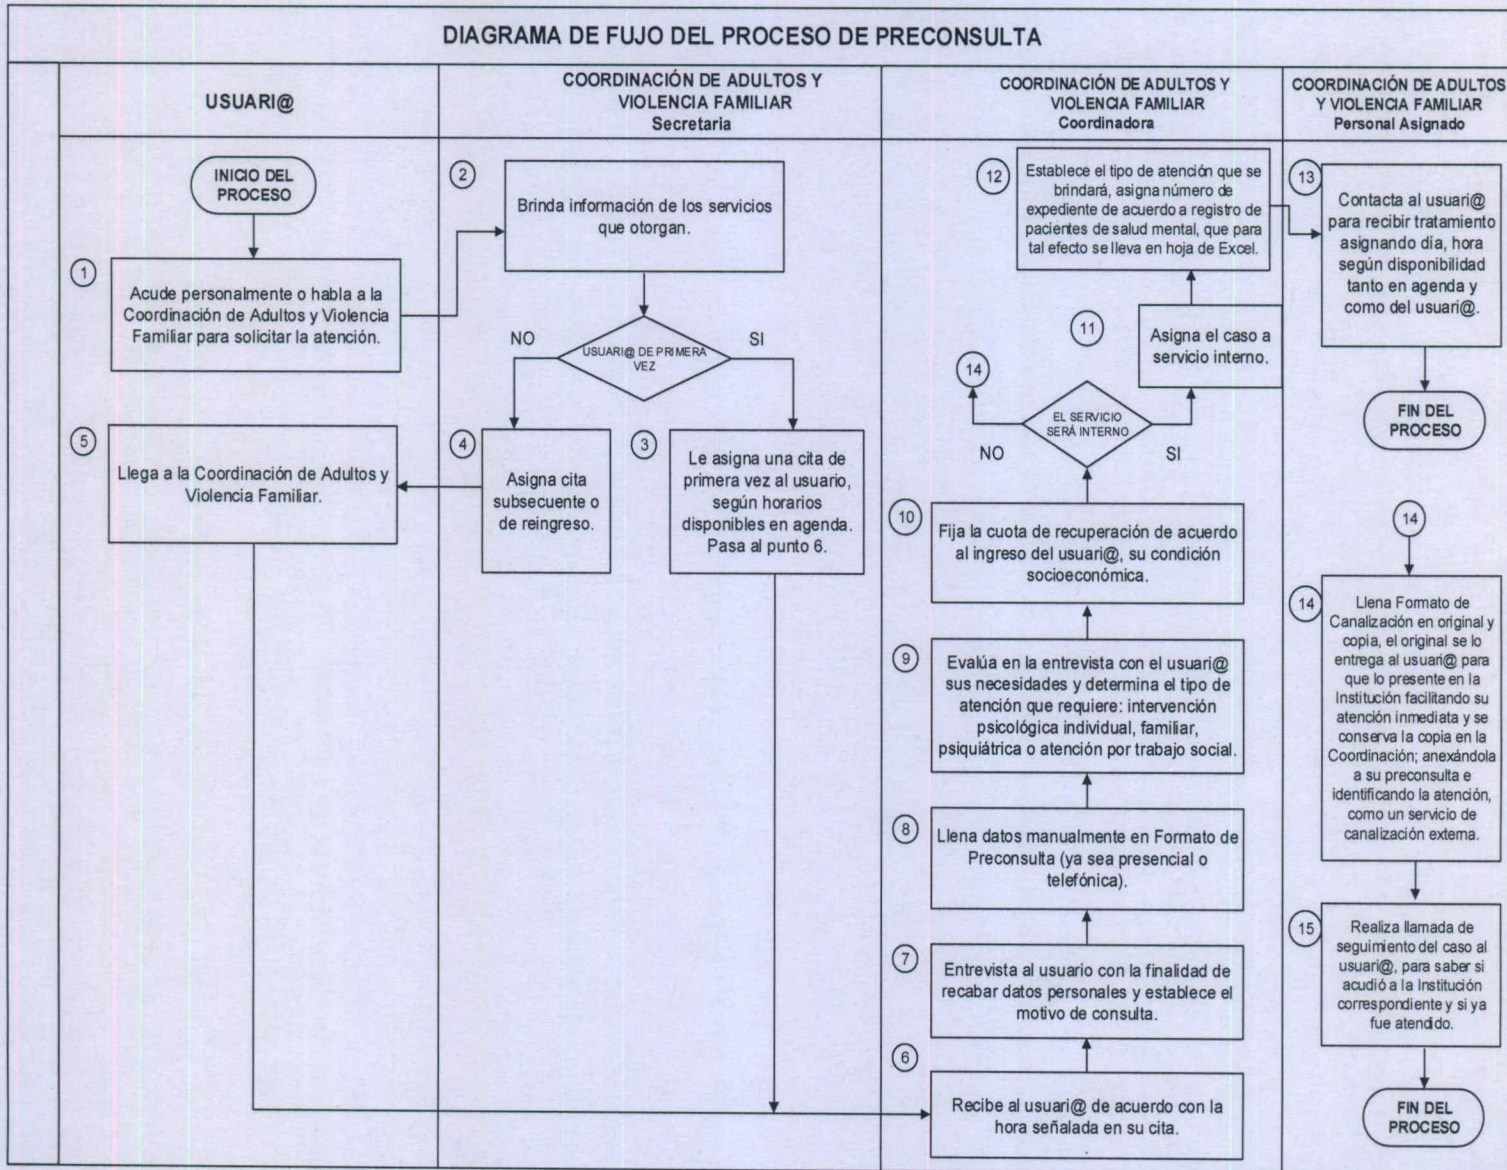 DIAGRAMA DE FUJO DEL PROCESO DE PRECONSULTA
USUARI@
COORDINACIÓN DE ADULTOS Y
VIOLENCIA FAMILIAR
Secretaria
COORDINACIÓN DE ADULTOS Y
VIOLENCIA FAMILIAR
Coordinadora
COORDINACIÓN DE ADULTOS
Y VIOLENCIA FAMILIAR
Personal Asignado
INICIO DEL
PROCESO
1
Acude personalmente o habla a la
Coordinación de Adultos y Violencia
Familiar para solicitar la atención.
5
Llega a la Coordinación de Adultos y
Violencia Familiar.
2
Brinda información de los servicios
que otorgan.
NO
USUARI@ DE PRIMERA
VEZ
SI
4
Asigna cita
subsecuente o
de reingreso.
3
Le asigna una cita de
primera vez al usuario,
según horarios
disponibles en agenda.
Pasa al punto 6.
12
Establece el tipo de atención que se
brindará, asigna número de
expediente de acuerdo a registro de
pacientes de salud mental, que para
tal efecto se lleva en hoja de Excel.
11
Asigna el caso a
servicio interno.
14
EL SERVICIO
SERÁ INTERNO
NO
SI
10
Fija la cuota de recuperación de acuerdo
al ingreso del usuari@, su condición
socioeconómica.
9
Evalúa en la entrevista con el usuari@
sus necesidades y determina el tipo de
atención que requiere: intervención
psicológica individual, familiar,
psiquiátrica o atención por trabajo social.
8
Llena datos manualmente en Formato de
Preconsulta (ya sea presencial o
telefónica).
7
Entrevista al usuario con la finalidad de
recabar datos personales y establece el
motivo de consulta.
6
Recibe al usuari@ de acuerdo con la
hora señalada en su cita.
13
Contacta al usuari@
para recibir tratamiento
asignando día, hora
según disponibilidad
tanto en agenda y
como del usuari@.
FIN DEL
PROCESO
14
14
Llena Formato de
Canalización en original y
copia, el original se lo
entrega al usuari@ para
que lo presente en la
Institución facilitando su
atención inmediata y se
conserva la copia en la
Coordinación; anexándola
a su preconsulta e
identificando la atención,
como un servicio de
canalización externa.
15
Realiza llamada de
seguimiento del caso al
usuari@, para saber si
acudió a la Institución
correspondiente y si ya
fue atendido.
FIN DEL
PROCESO